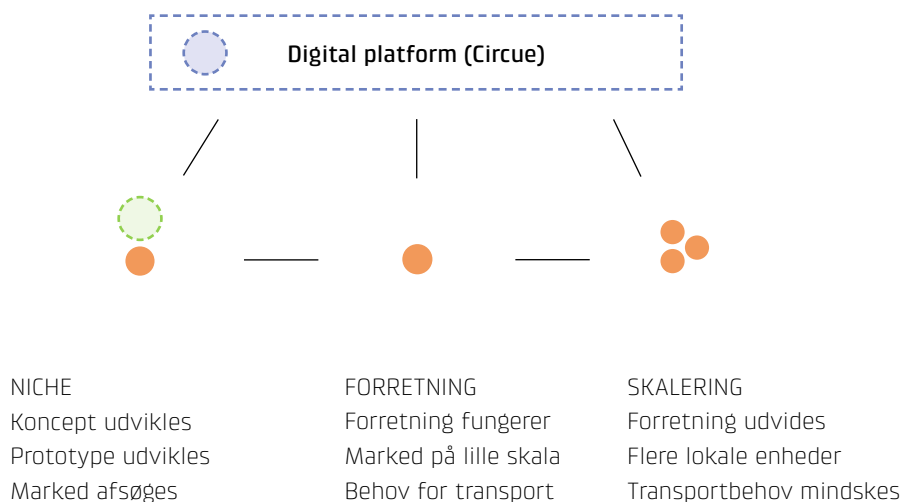 Digital platform (Circue)
NICHE
Koncept udvikles
Prototype udvikles
Marked afsøges
FORRETNING
Forretning fungerer
Marked på lille skala
Behov for transport
SKALERING
Forretning udvides
Flere lokale enheder
Transportbehov mindskes